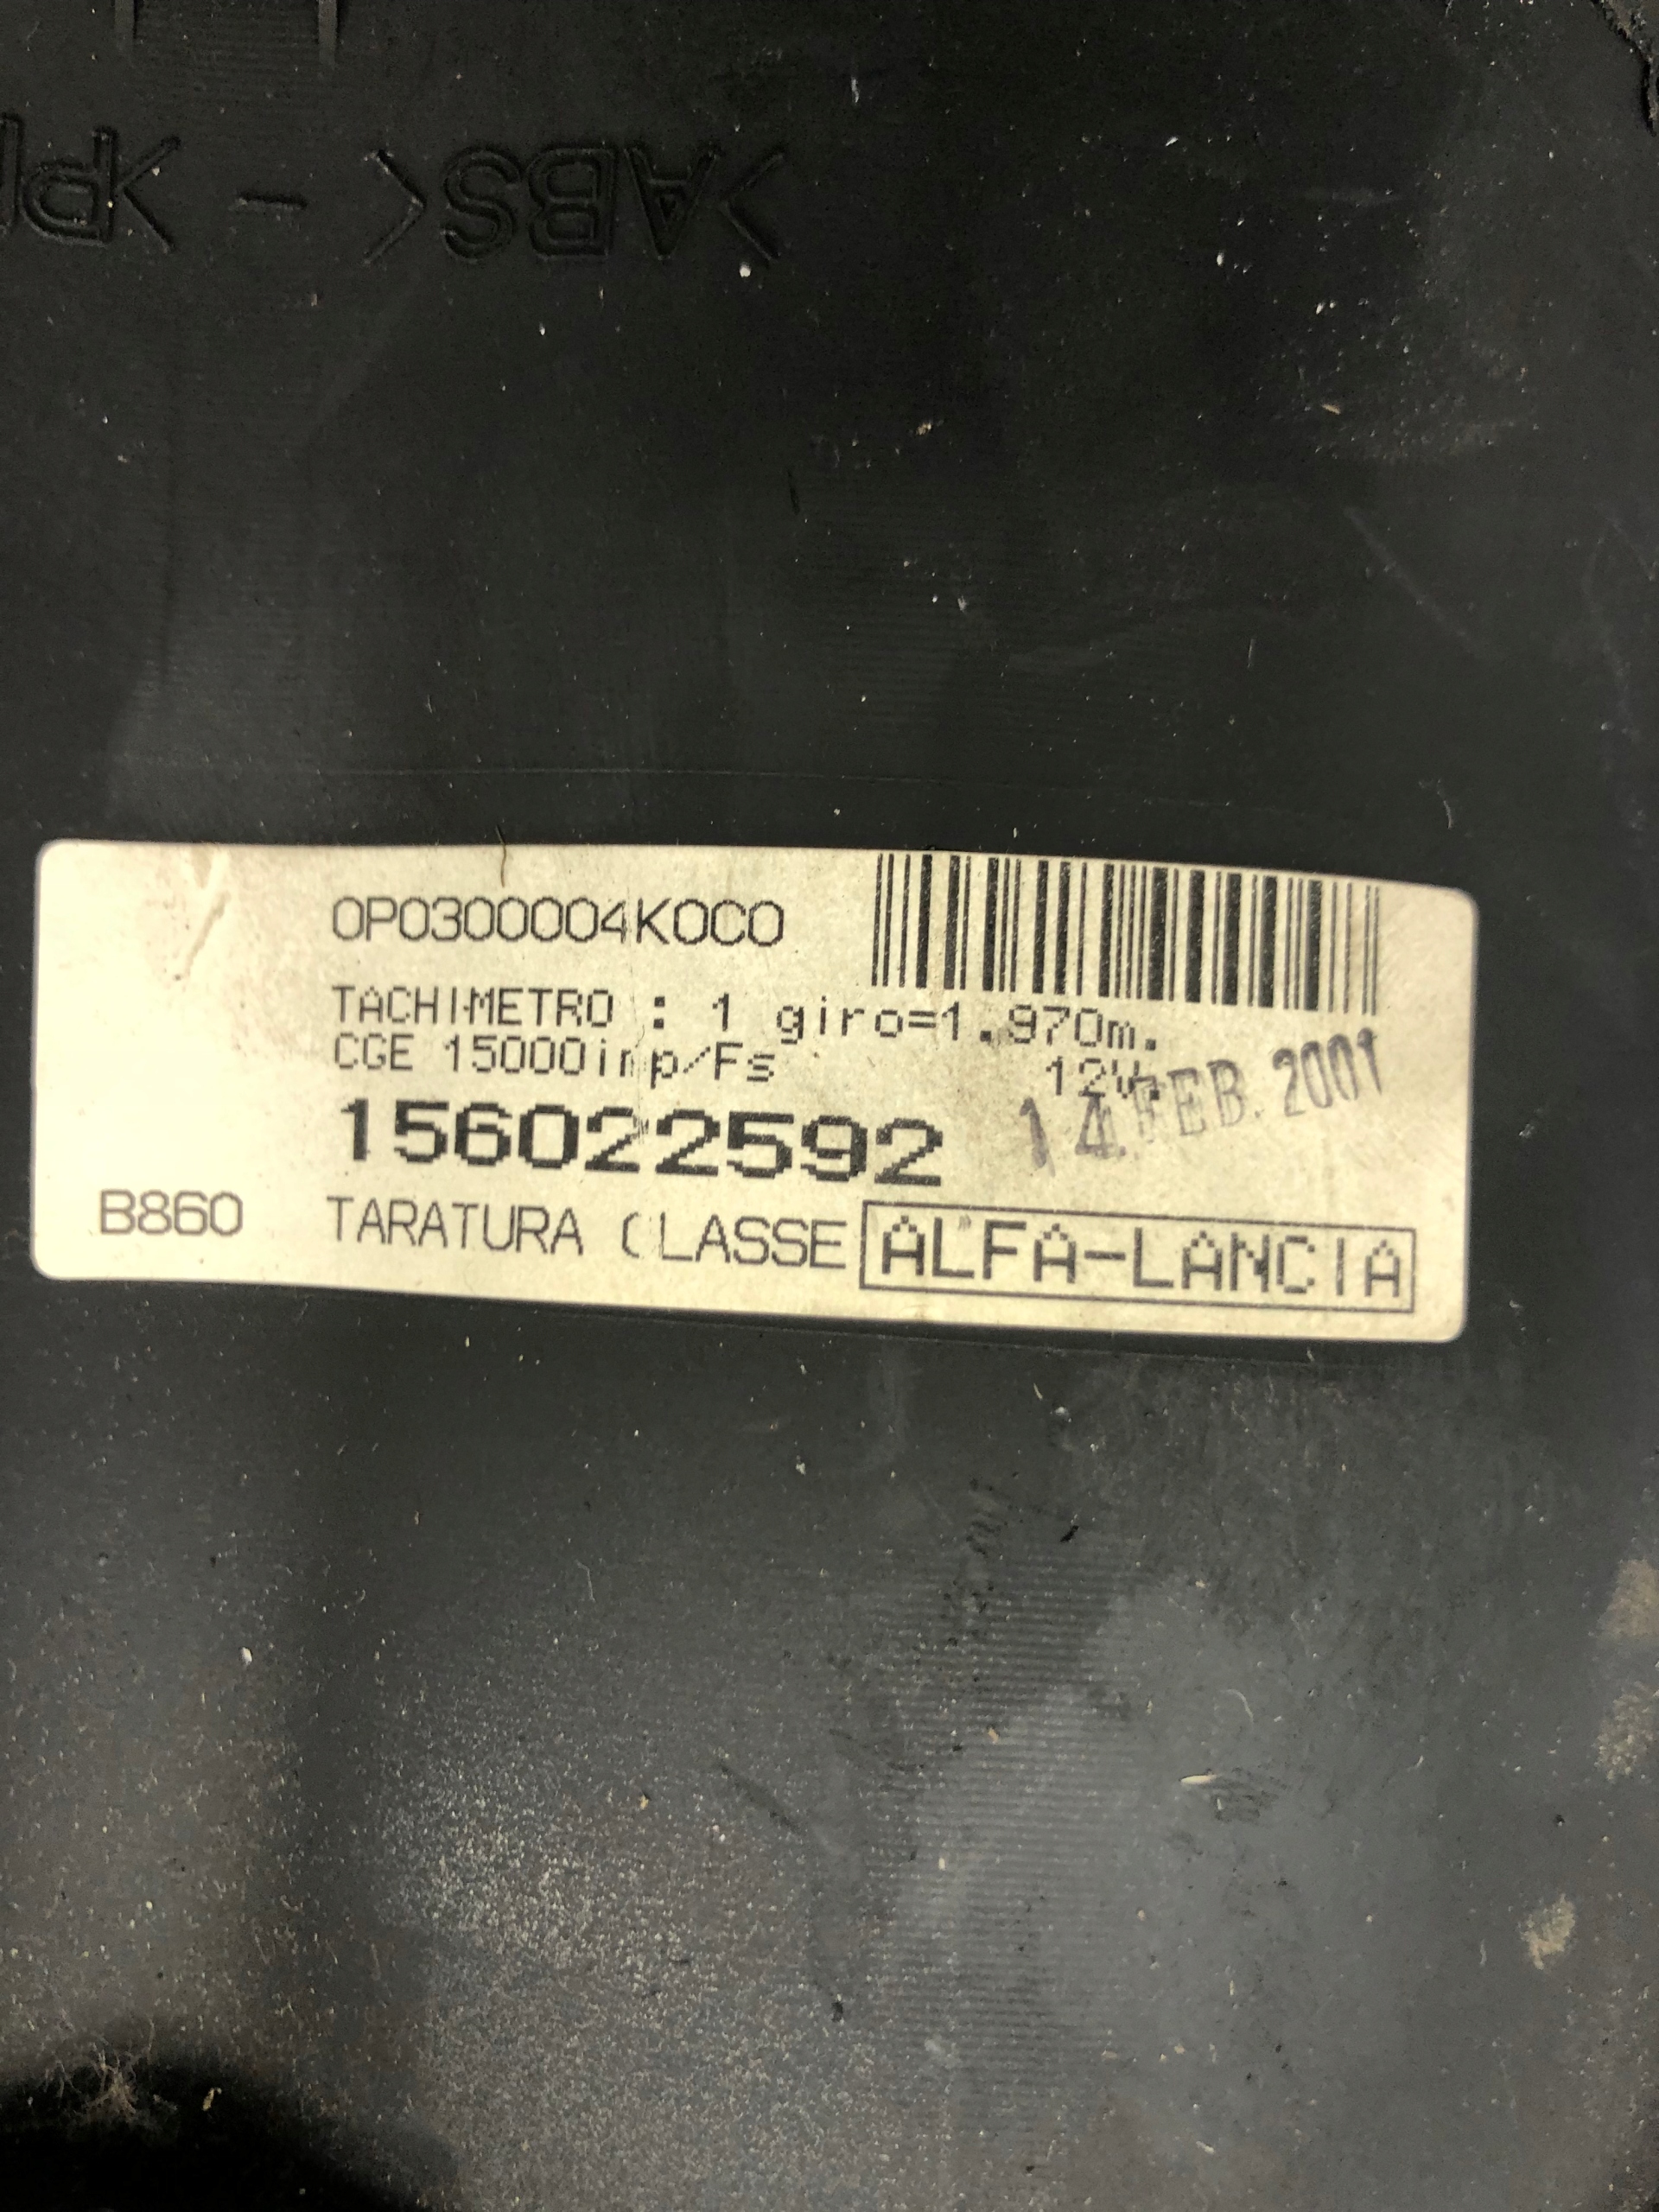 >ABS< -
0P0300004K0C0
TACHIMETRO : 1 giro=1.970m.
CGE 15000imp/Fs 12V.
14 FEB. 2001
156022592
B860 TARATURA CLASSE ALFA-LANCIA